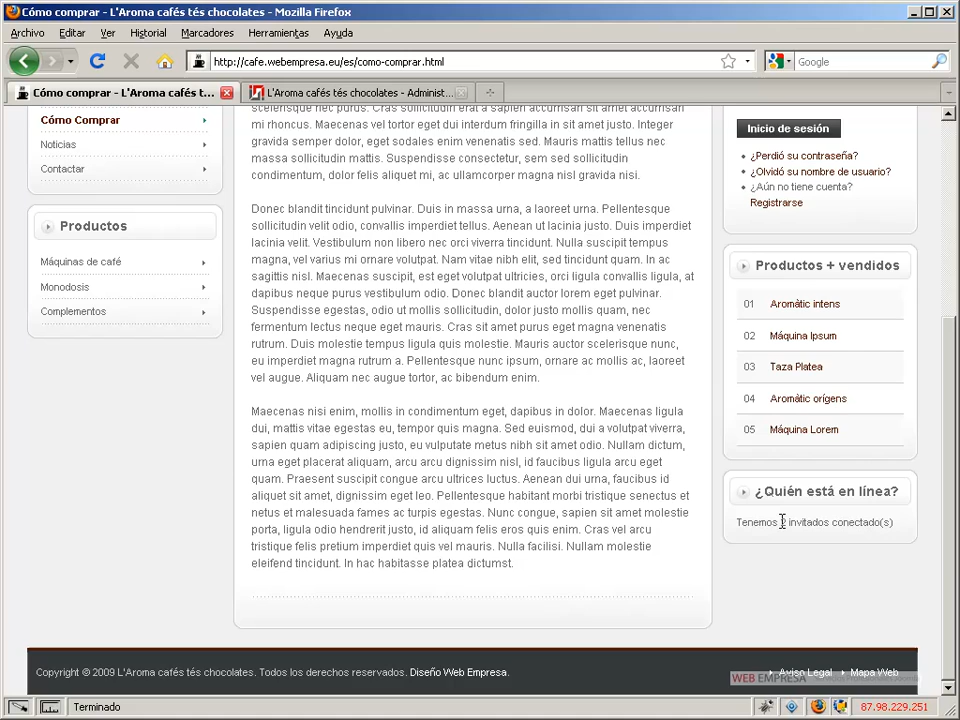 Cómo comprar - L'Aroma cafés tés chocolates - Mozilla Firefox
Archivo Editar Ver Historial Marcadores Herramientas Ayuda
http://cafe.webempresa.eu/es/como-comprar.html
Google
Cómo comprar - L'Aroma cafés t...
L'Aroma cafés tés chocolates - Administ...
Cómo Comprar
Noticias
Contactar
Productos
Máquinas de café
Monodosis
Complementos
scelerisque nec purus. Cras sollicitudin erat a sapien accumsan accumsan
mi rhoncus. Maecenas vel tortor eget dui interdum fringilla in sit amet justo. Integer
gravida semper dolor, eget sodales enim venenatis sed. Mauris mattis tellus nec
massa sollicitudin mattis. Suspendisse consectetur, sem sed sollicitudin
condimentum, dolor felis aliquet mi, ac ullamcorper magna nisl gravida nisi.
Donec blandit tincidunt pulvinar. Duis in massa urna, a laoreet urna. Pellentesque
sollicitudin velit odio, convallis imperdiet tellus. Aenean ut lacinia justo. Duis imperdiet
lacinia velit. Vestibulum non libero nec orci viverra tincidunt. Nulla suscipit tempus
magna, vel varius mi ornare volutpat. Nam vitae nibh elit, sed tincidunt quam. In ac
sagittis nisl. Maecenas suscipit, est eget volutpat ultricies, orci ligula convallis ligula, at
dapibus neque purus vestibulum odio. Donec blandit auctor lorem eget pulvinar.
Suspendisse egestas, odio ut mollis sollicitudin, dolor justo mollis quam, nec
fermentum lectus neque eget mauris. Cras sit amet purus eget magna venenatis
rutrum. Duis molestie tempus ligula quis molestie. Mauris auctor scelerisque nunc,
eu imperdiet magna rutrum a. Pellentesque nunc ipsum, ornare ac mollis ac, laoreet
vel augue. Aliquam nec augue tortor, ac bibendum enim.
Maecenas nisi enim, mollis in condimentum eget, dapibus in dolor. Maecenas ligula
dui, mattis vitae egestas eu, tempor quis magna. Sed euismod, dui a volutpat viverra,
sapien quam adipiscing justo, eu vulputate metus nibh sit amet odio. Nullam dictum,
urna eget placerat aliquam, arcu arcu dignissim nisl, id faucibus ligula arcu eget
quam. Praesent suscipit congue arcu ultrices luctus. Aenean dui urna, faucibus id
aliquet sit amet, dignissim eget leo. Pellentesque habitant morbi tristique senectus et
netus et malesuada fames ac turpis egestas. Nunc congue, sapien sit amet molestie
porta, ligula odio hendrerit justo, id aliquam felis eros quis enim. Cras vel arcu
tristique felis pretium imperdiet quis vel mauris. Nulla facilisi. Nullam molestie
eleifend tincidunt. In hac habitasse platea dictumst.
Inicio de sesión
¿Perdió su contraseña?
¿Olvidó su nombre de usuario?
¿Aún no tiene cuenta?
Registrarse
Productos + vendidos
01 Aromàtic intens
02 Máquina Ipsum
03 Taza Platea
04 Aromàtic orígens
05 Máquina Lorem
¿Quién está en línea?
Tenemos 2 invitados conectado(s)
Copyright © 2009 L'Aroma cafés tés chocolates. Todos los derechos reservados. Diseño Web Empresa.
Aviso Legal Mapa Web
WEB EMPRESA
Terminado
87.98.229.251